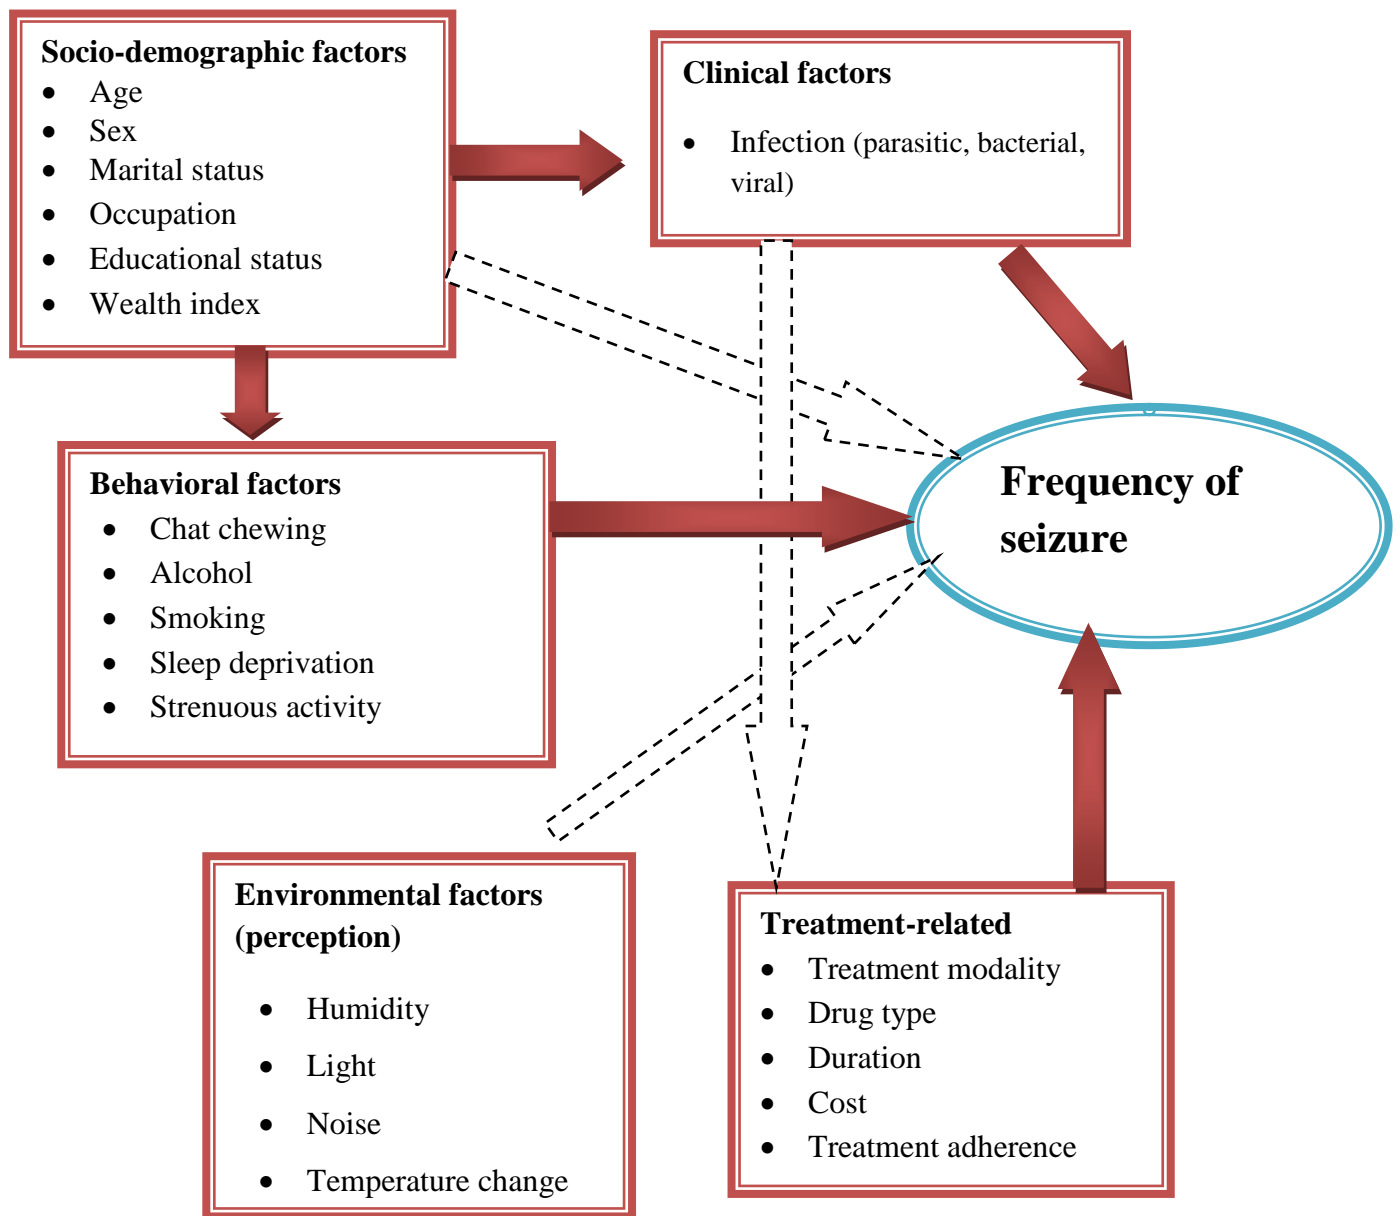 Socio-demographic factors
• Age
• Sex
• Marital status
• Occupation
• Educational status
• Wealth index
Clinical factors
• Infection (parasitic, bacterial,
viral)
Behavioral factors
• Chat chewing
• Alcohol
• Smoking
• Sleep deprivation
• Strenuous activity
Frequency of
seizure
Environmental factors
(perception)
• Humidity
• Light
• Noise
• Temperature change
Treatment-related
• Treatment modality
• Drug type
• Duration
• Cost
• Treatment adherence